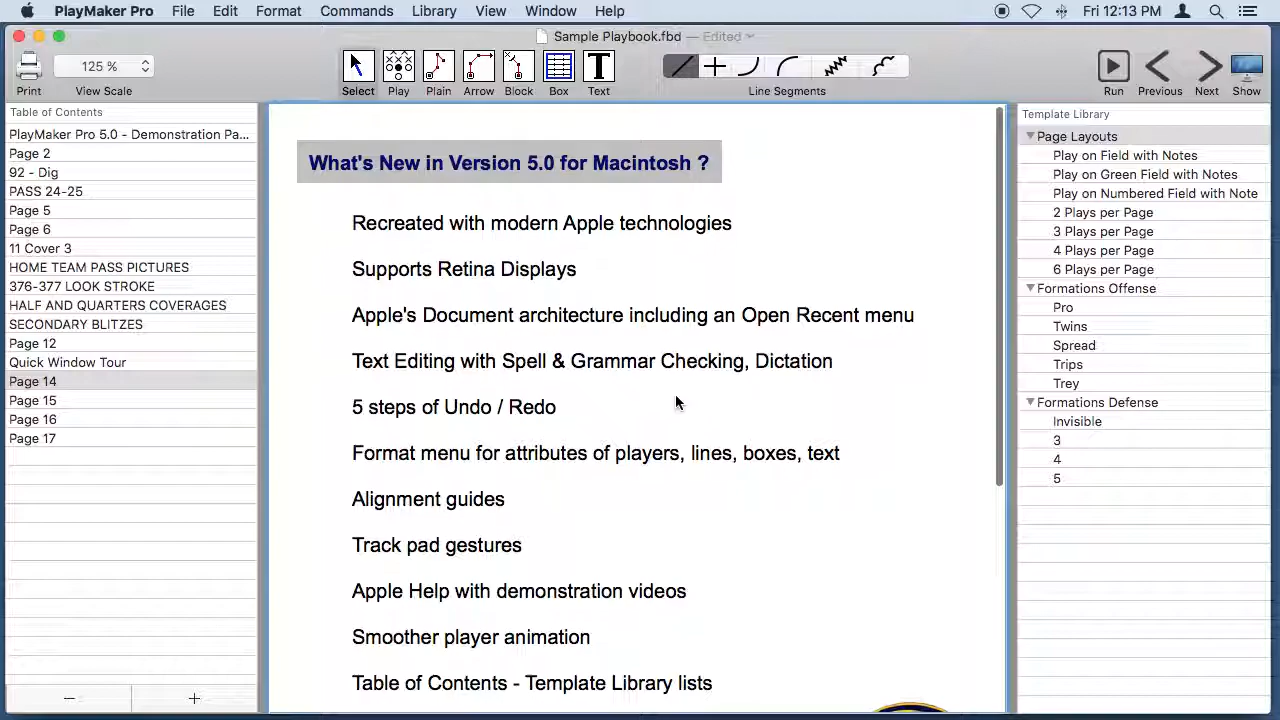 PlayMaker Pro File Edit Format Commands Library View Window Help Fri 12:13 PM
Sample Playbook.fbd — Edited
125 %
Print View Scale Select Play Plain Arrow Block Box Text Line Segments Run Previous Next Show
Table of Contents
PlayMaker Pro 5.0 - Demonstration Pa...
Page 2
92 - Dig
PASS 24-25
Page 5
Page 6
11 Cover 3
HOME TEAM PASS PICTURES
376-377 LOOK STROKE
HALF AND QUARTERS COVERAGES
SECONDARY BLITZES
Page 12
Quick Window Tour
Page 14
Page 15
Page 16
Page 17
What's New in Version 5.0 for Macintosh ?
Recreated with modern Apple technologies
Supports Retina Displays
Apple's Document architecture including an Open Recent menu
Text Editing with Spell & Grammar Checking, Dictation
5 steps of Undo / Redo
Format menu for attributes of players, lines, boxes, text
Alignment guides
Track pad gestures
Apple Help with demonstration videos
Smoother player animation
Table of Contents - Template Library lists
Template Library
Page Layouts
Play on Field with Notes
Play on Green Field with Notes
Play on Numbered Field with Note
2 Plays per Page
3 Plays per Page
4 Plays per Page
6 Plays per Page
Formations Offense
Pro
Twins
Spread
Trips
Trey
Formations Defense
Invisible
3
4
5